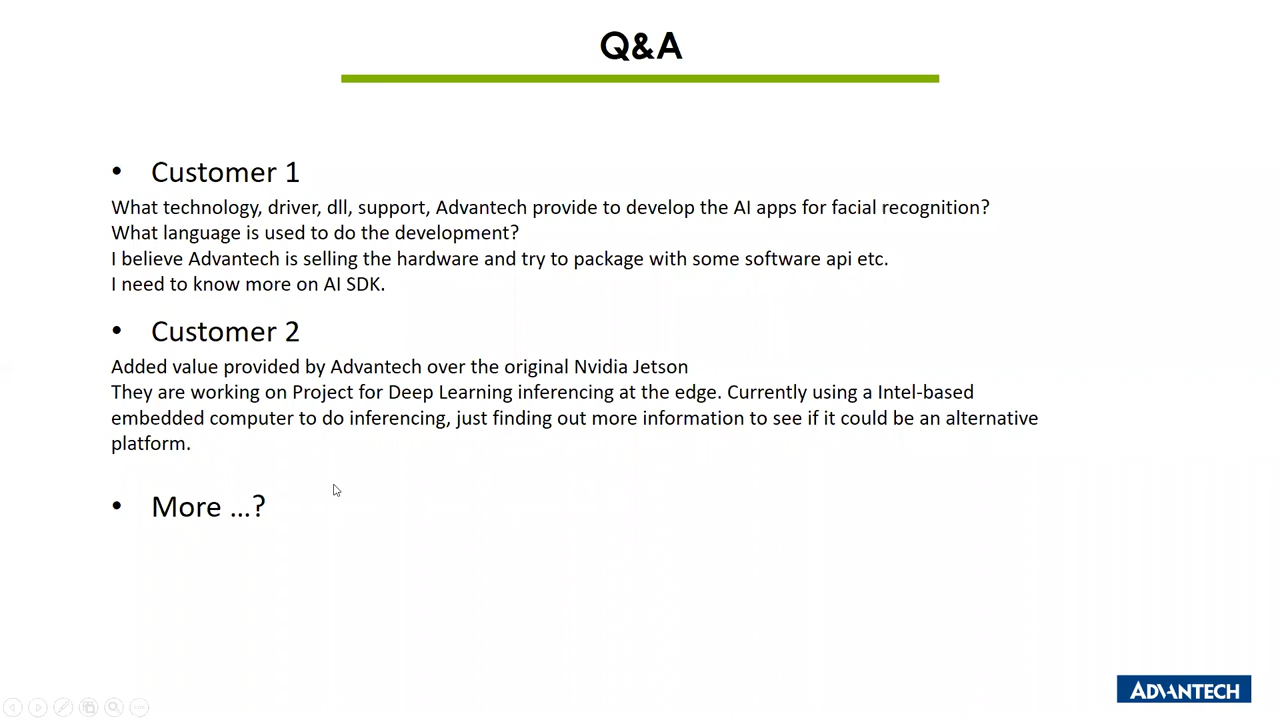 Q&A
• Customer 1
What technology, driver, dll, support, Advantech provide to develop the AI apps for facial recognition?
What language is used to do the development?
I believe Advantech is selling the hardware and try to package with some software api etc.
I need to know more on AI SDK.
• Customer 2
Added value provided by Advantech over the original Nvidia Jetson
They are working on Project for Deep Learning inferencing at the edge. Currently using a Intel-based
embedded computer to do inferencing, just finding out more information to see if it could be an alternative
platform.
• More ...?
ADVANTECH